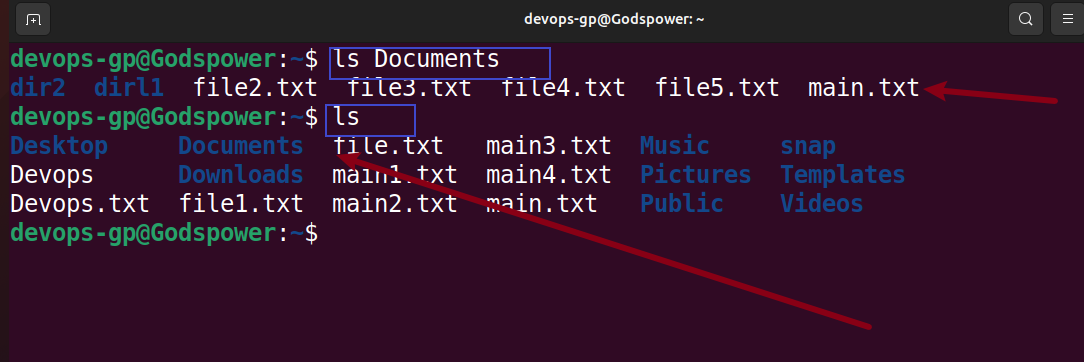 devops-gp@Godspower: ~
devops-gp@Godspower:~$ ls Documents
dir2  dirl1  file2.txt  file3.txt  file4.txt  file5.txt  main.txt
devops-gp@Godspower:~$ ls
Desktop     Documents  file.txt   main3.txt  Music     snap
Devops      Downloads  main1.txt  main4.txt  Pictures  Templates
Devops.txt  file1.txt  main2.txt  main.txt   Public    Videos
devops-gp@Godspower:~$